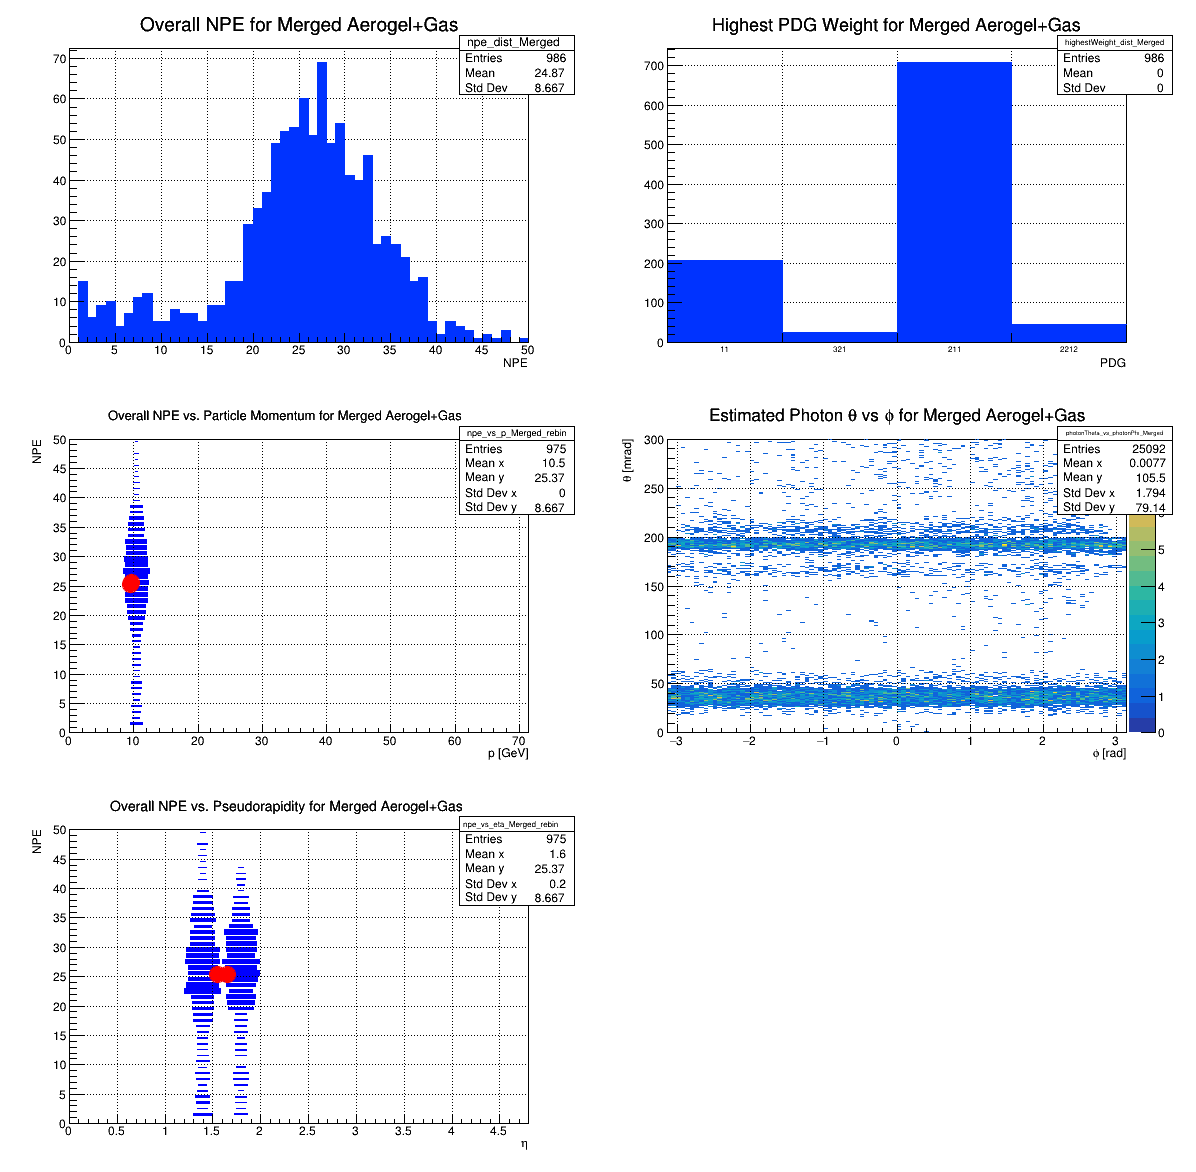 Overall NPE for Merged Aerogel+Gas
npe_dist_Merged
Entries 986
Mean 24.87
Std Dev 8.667
70
60
50
40
30
20
10
0
0 5 10 15 20 25 30 35 40 45 50
NPE
Highest PDG Weight for Merged Aerogel+Gas
highestWeight_dist_Merged
Entries 986
Mean 0
Std Dev 0
700
600
500
400
300
200
100
0
11 321 211 2212
PDG
Overall NPE vs. Particle Momentum for Merged Aerogel+Gas
npe_vs_p_Merged_rebin
Entries 975
Mean x 10.5
Mean y 25.37
Std Dev x 0
Std Dev y 8.667
NPE
50
45
40
35
30
25
20
15
10
5
0
0 10 20 30 40 50 60 70
p [GeV]
Estimated Photon θ vs ϕ for Merged Aerogel+Gas
photonTheta_vs_photonPhi_Merged
Entries 25092
Mean x 0.0077
Mean y 105.5
Std Dev x 1.794
Std Dev y 79.14
θ [mrad]
300
250
200
150
100
50
0
−3 −2 −1 0 1 2 3
ϕ [rad]
5
4
3
2
1
0
Overall NPE vs. Pseudorapidity for Merged Aerogel+Gas
npe_vs_eta_Merged_rebin
Entries 975
Mean x 1.6
Mean y 25.37
Std Dev x 0.2
Std Dev y 8.667
NPE
50
45
40
35
30
25
20
15
10
5
0
0 0.5 1 1.5 2 2.5 3 3.5 4 4.5
η